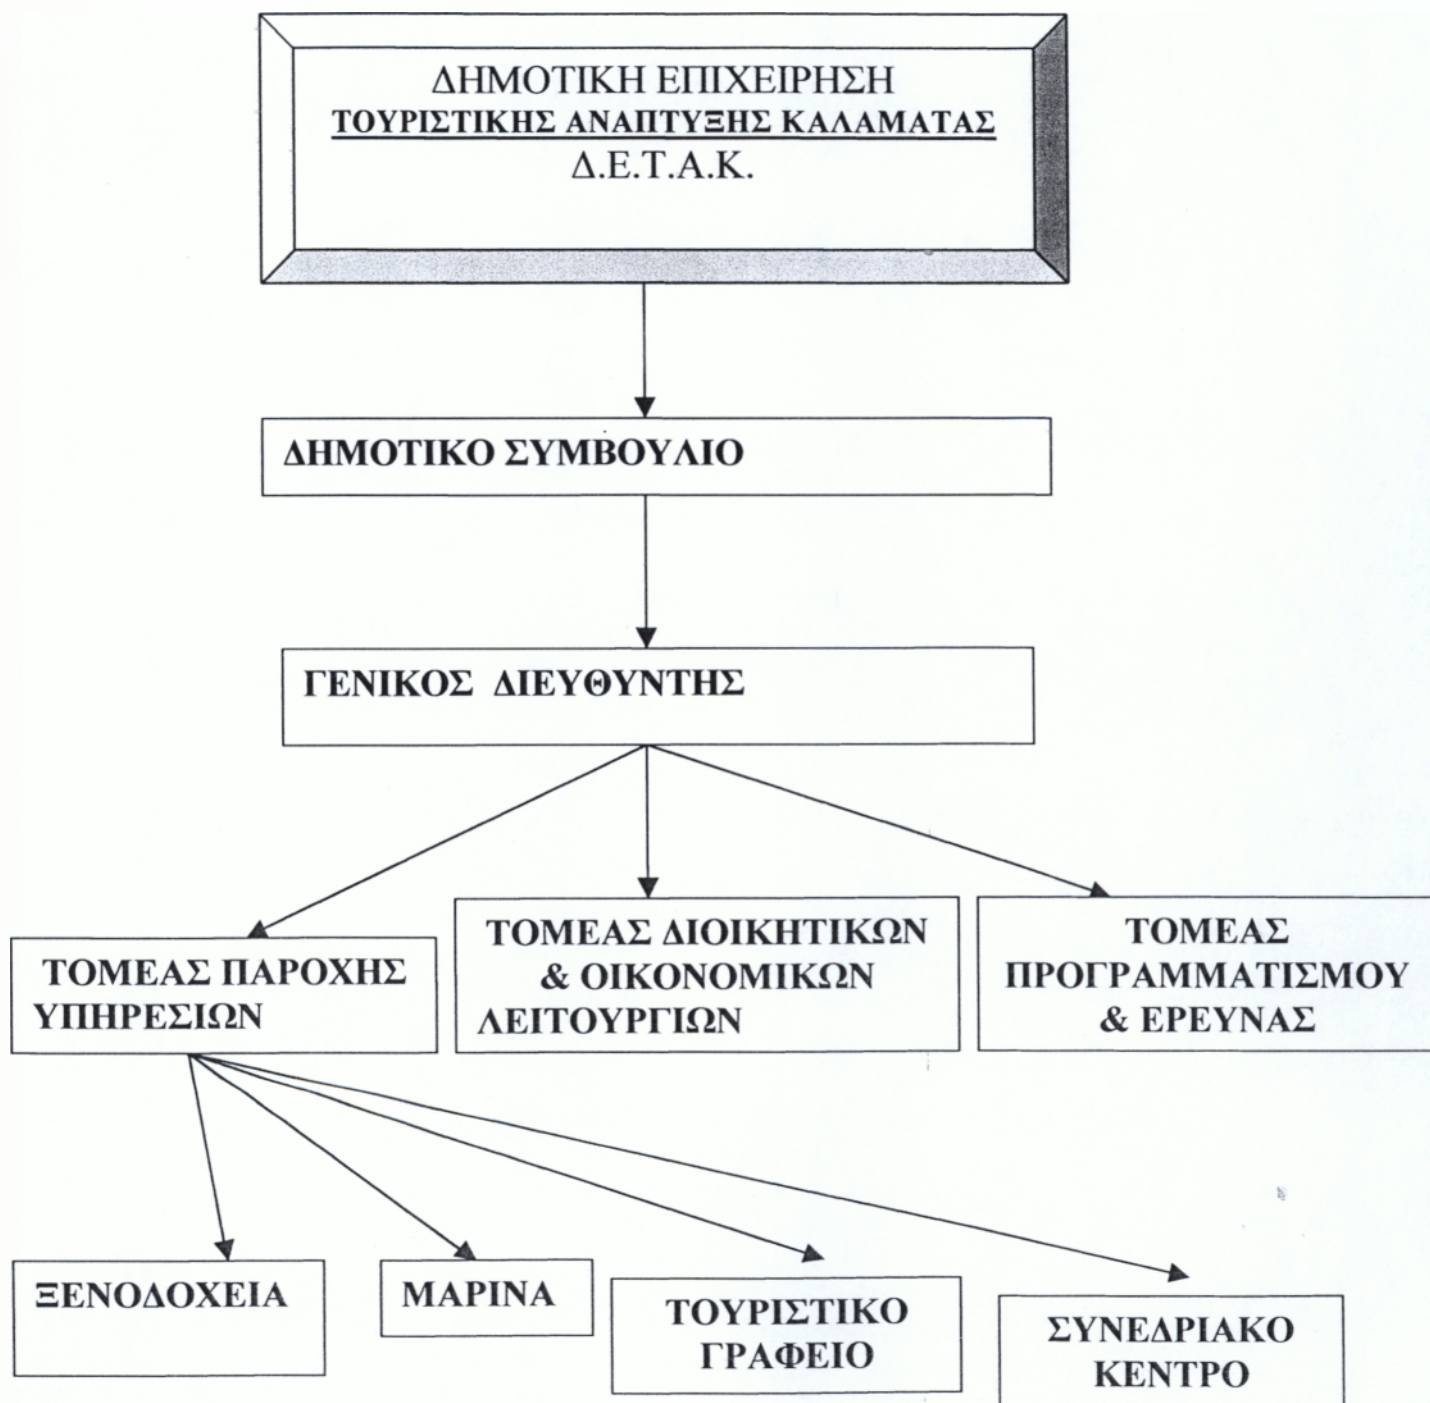 ΔΗΜΟΤΙΚΗ ΕΠΙΧΕΙΡΗΣΗ
ΤΟΥΡΙΣΤΙΚΗΣ ΑΝΑΠΤΥΞΗΣ ΚΑΛΑΜΑΤΑΣ
Δ.Ε.Τ.Α.Κ.
ΔΗΜΟΤΙΚΟ ΣΥΜΒΟΥΛΙΟ
ΓΕΝΙΚΟΣ ΔΙΕΥΘΥΝΤΗΣ
ΤΟΜΕΑΣ ΠΑΡΟΧΗΣ
ΥΠΗΡΕΣΙΩΝ
ΤΟΜΕΑΣ ΔΙΟΙΚΗΤΙΚΩΝ
& ΟΙΚΟΝΟΜΙΚΩΝ
ΛΕΙΤΟΥΡΓΙΩΝ
ΤΟΜΕΑΣ
ΠΡΟΓΡΑΜΜΑΤΙΣΜΟΥ
& ΕΡΕΥΝΑΣ
ΞΕΝΟΔΟΧΕΙΑ
ΜΑΡΙΝΑ
ΤΟΥΡΙΣΤΙΚΟ
ΓΡΑΦΕΙΟ
ΣΥΝΕΔΡΙΑΚΟ
ΚΕΝΤΡΟ